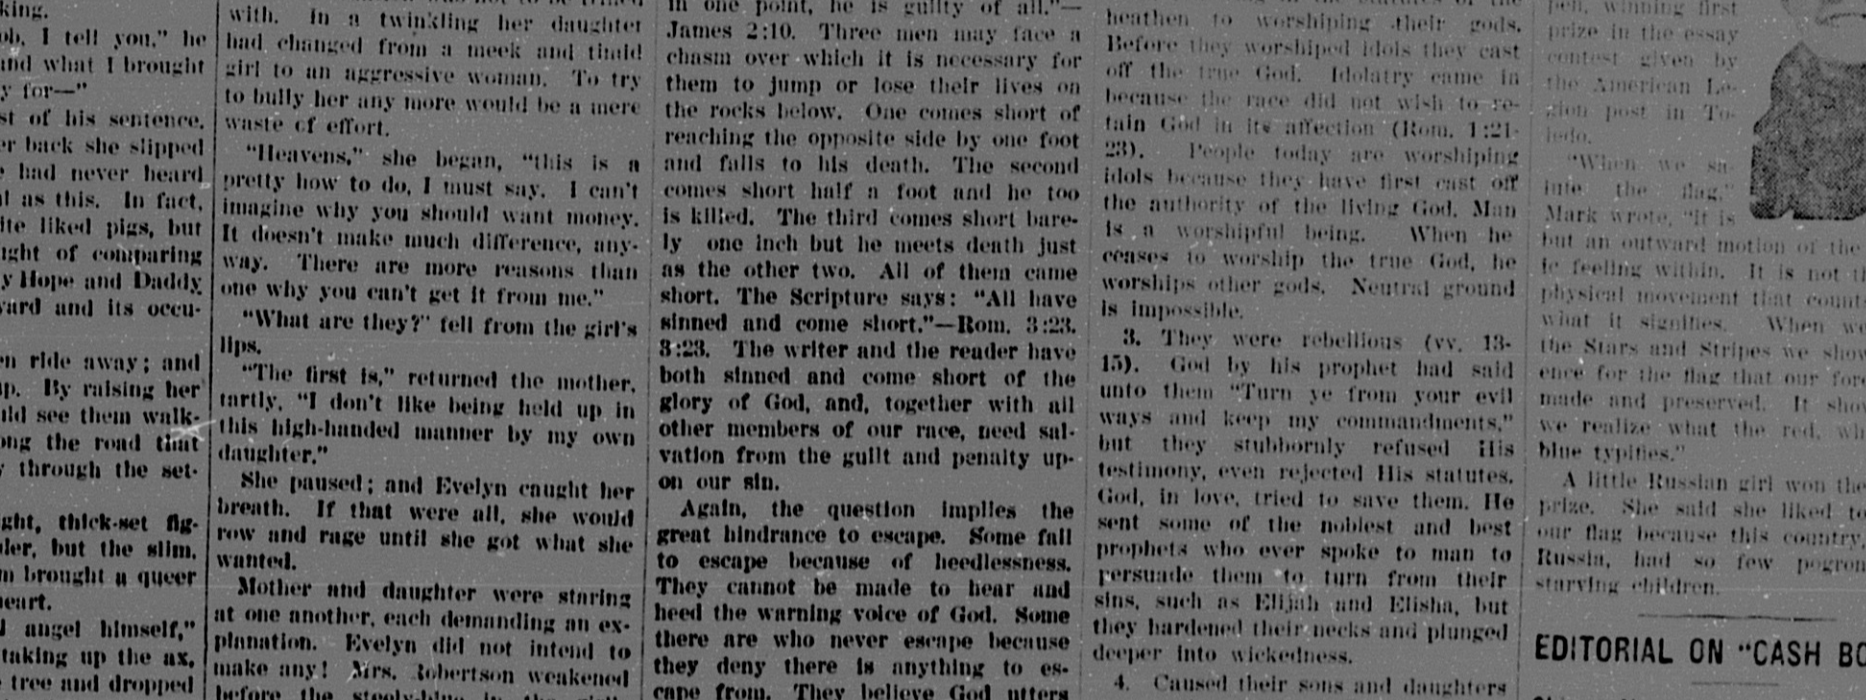 king.
ob, I tell you," he
and what I brought
y for—"
st of his sentence.
er back she slipped
e had never heard
as this. In fact,
ite liked pigs, but
ught of comparing
y Hope and Daddy
vard and its occu-
en ride away; and
up. By raising her
uld see them walk-
ong the road that
y through the set-
ght, thick-set fig-
ler, but the slim,
m brought a queer
heart.
angel himself,"
taking up the ax,
tree and dropped
with. In a twinkling her daughter
had changed from a meek and timid
girl to an aggressive woman. To try
to bully her any more would be a mere
waste of effort.
"Heavens," she began, "this is a
pretty how to do, I must say. I can't
imagine why you should want money.
It doesn't make much difference, any-
way. There are more reasons than
one why you can't get it from me."
"What are they?" fell from the girl's
lips.
"The first is," returned the mother,
tartly, "I don't like being held up in
this high-handed manner by my own
daughter."
She paused; and Evelyn caught her
breath. If that were all, she would
row and rage until she got what she
wanted.
Mother and daughter were staring
at one another, each demanding an ex-
planation. Evelyn did not intend to
make any! Mrs. Robertson weakened
before the steely-blue in the
in one point, he is guilty of all."—
James 2:10. Three men may face a
chasm over which it is necessary for
them to jump or lose their lives on
the rocks below. One comes short of
reaching the opposite side by one foot
and falls to his death. The second
comes short half a foot and he too
is killed. The third comes short bare-
ly one inch but he meets death just
as the other two. All of them came
short. The Scripture says: "All have
sinned and come short."—Rom. 3:23.
3:23. The writer and the reader have
both sinned and come short of the
glory of God, and, together with all
other members of our race, need sal-
vation from the guilt and penalty up-
on our sin.
Again, the question implies the
great hindrance to escape. Some fail
to escape because of heedlessness.
They cannot be made to hear and
heed the warning voice of God. Some
there are who never escape because
they deny there is anything to es-
cape from. They believe God utters
heathen to worshiping their gods.
Before they worshiped idols they cast
off the true God. Idolatry came in
because the race did not wish to re-
tain God in its affection (Rom. 1:21-
23). People today are worshiping
idols because they have first cast off
the authority of the living God. Man
is a worshipful being. When he
ceases to worship the true God, he
worships other gods. Neutral ground
is impossible.
3. They were rebellious (vv. 13-
15). God by his prophet had said
unto them "Turn ye from your evil
ways and keep my commandments,"
but they stubbornly refused His
testimony, even rejected His statutes.
God, in love, tried to save them. He
sent some of the noblest and best
prophets who ever spoke to man to
persuade them to turn from their
sins, such as Elijah and Elisha, but
they hardened their necks and plunged
deeper into wickedness.
4. Caused their sons and daughters
winning first
prize in the essay
contest given by
the American Le-
gion post in To-
ledo.
"When we sa-
lute the flag,"
Mark wrote, "it is
but an outward motion of the
feeling within. It is not t
physical movement that counts
what it signifies. When we
the Stars and Stripes we show
ence for the flag that our fore
made and preserved. It sho
we realize what the red, wh
blue typifies."
A little Russian girl won the
prize. She said she liked to
our flag because this country,
Russia, had so few pogrom
starving children.
EDITORIAL ON "CASH BO